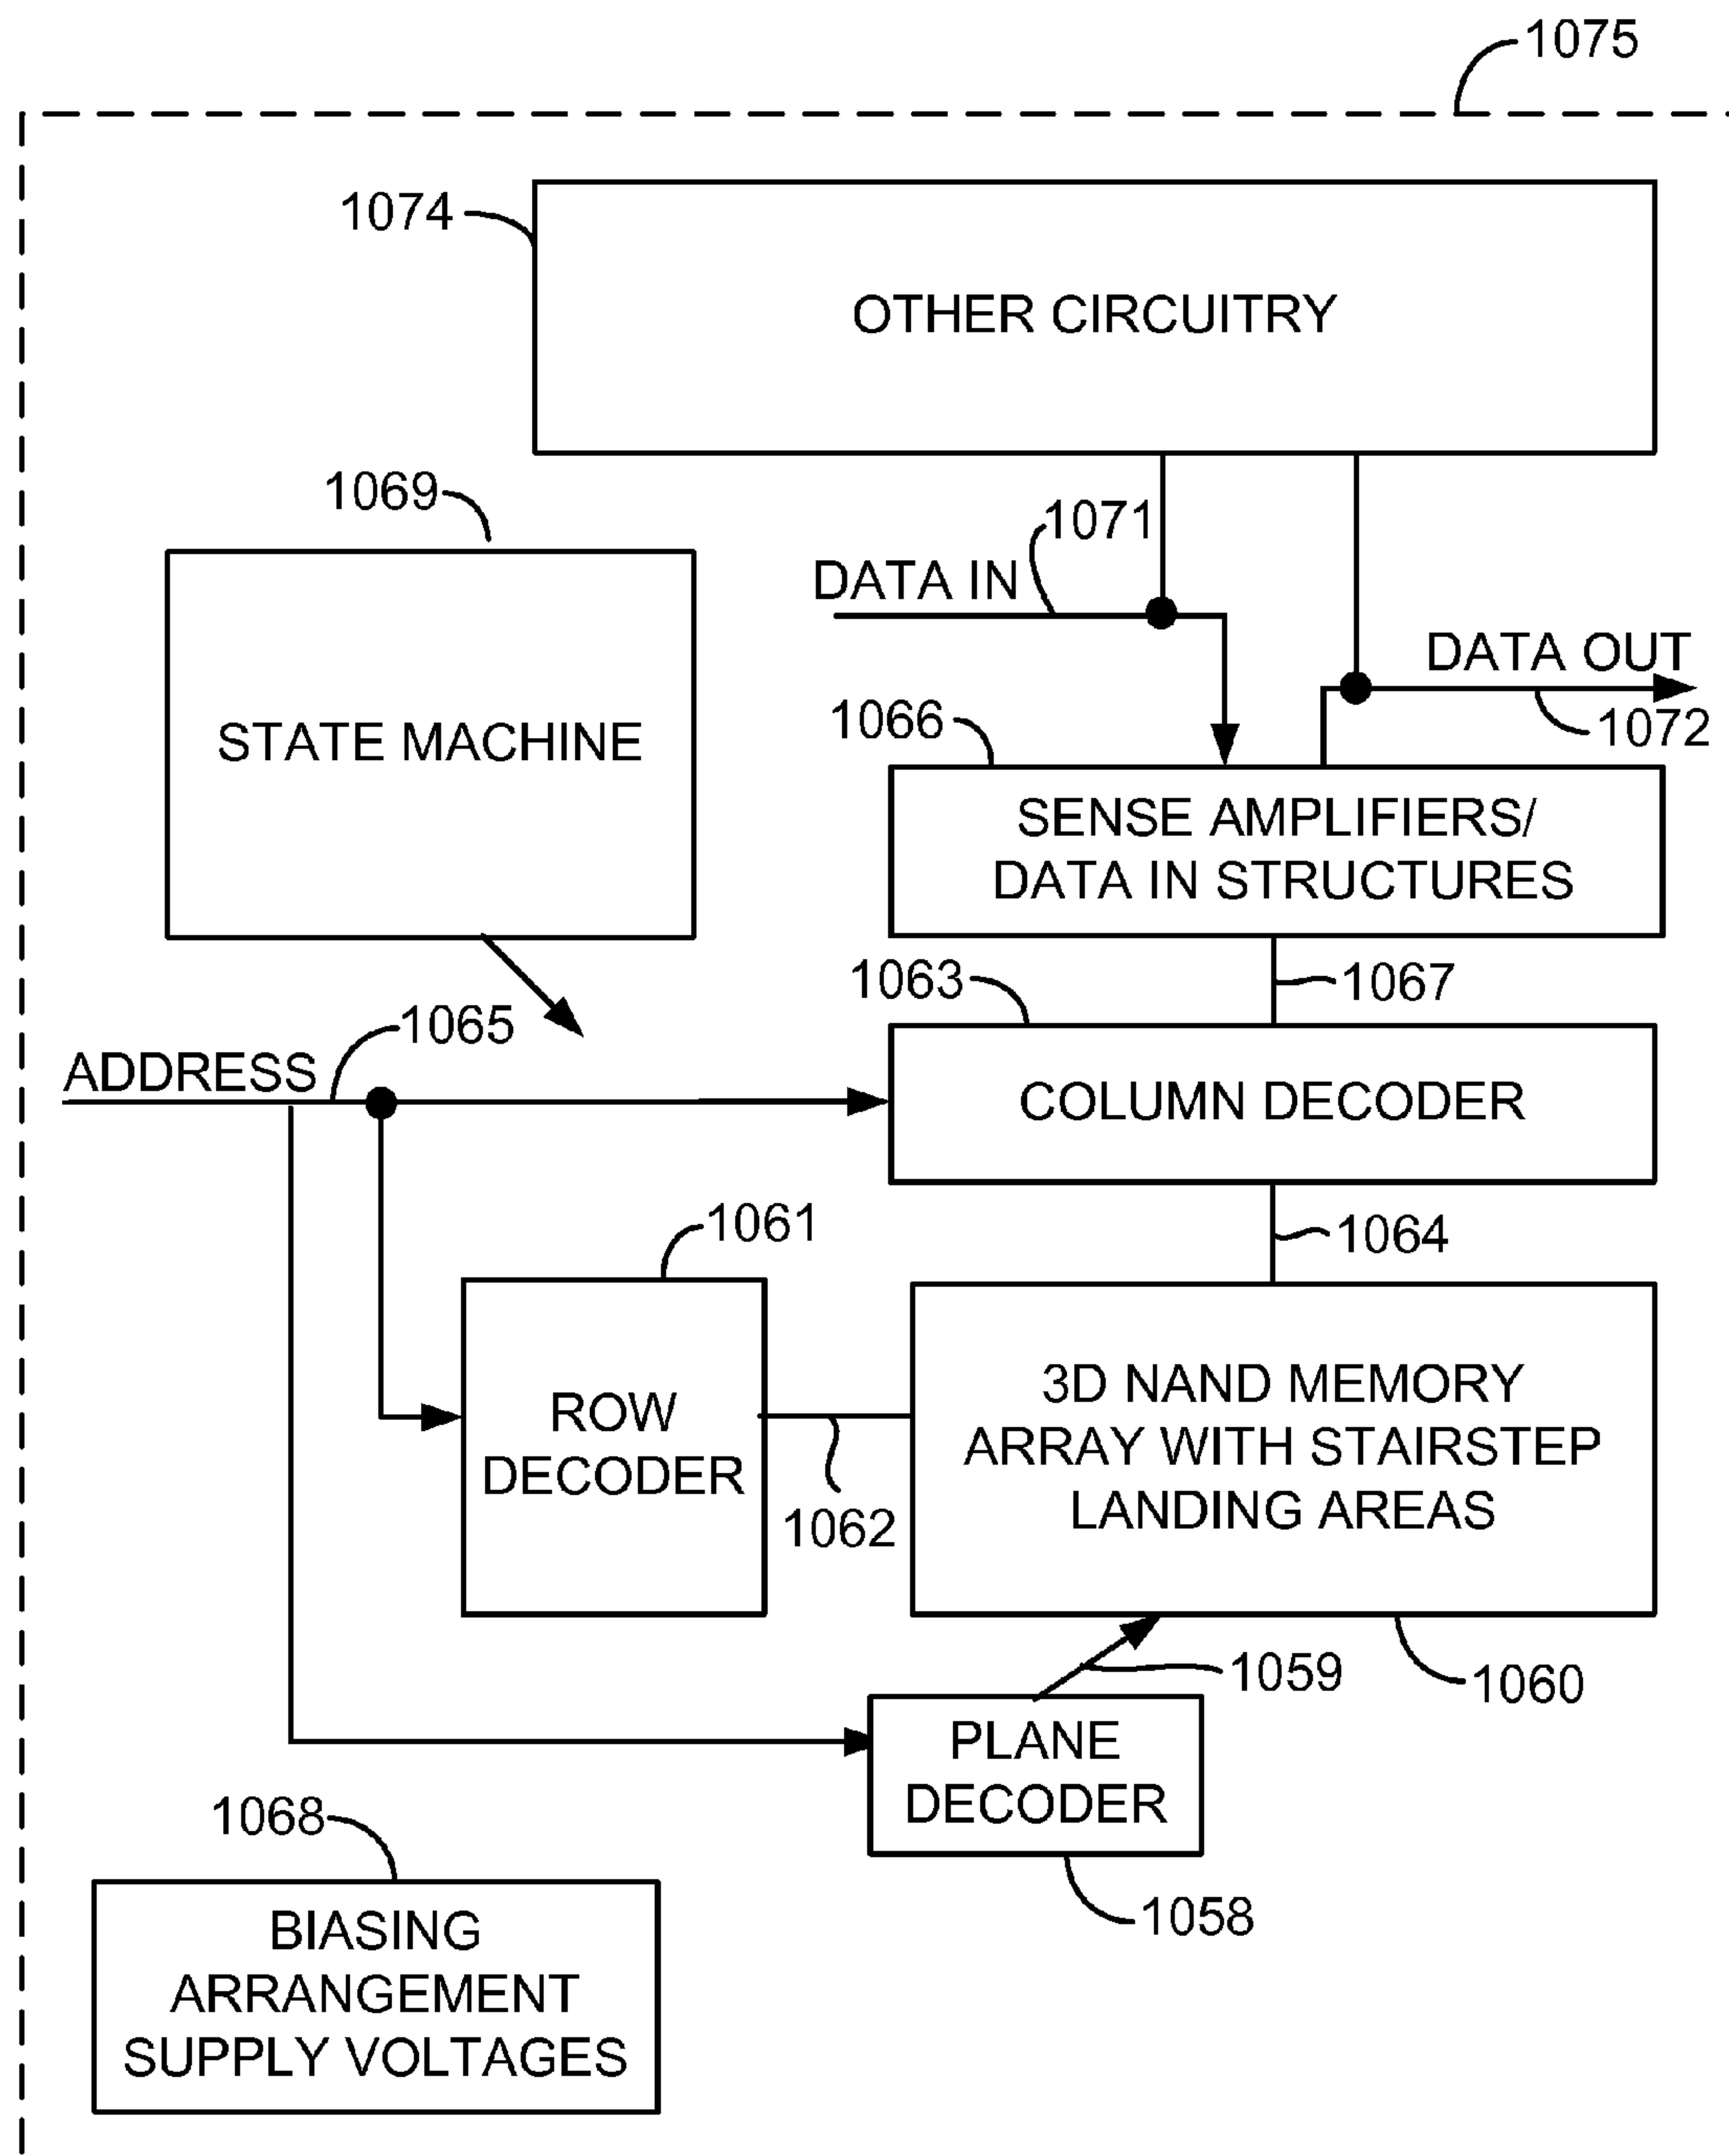 1075
1074
OTHER CIRCUITRY
1069
1071
DATA IN
STATE MACHINE
DATA OUT
1072
1066
SENSE AMPLIFIERS/
DATA IN STRUCTURES
1063
1067
1065
ADDRESS
COLUMN DECODER
1061
1064
ROW
DECODER
1062
3D NAND MEMORY
ARRAY WITH STAIRSTEP
LANDING AREAS
1059
1060
PLANE
DECODER
1058
1068
BIASING
ARRANGEMENT
SUPPLY VOLTAGES